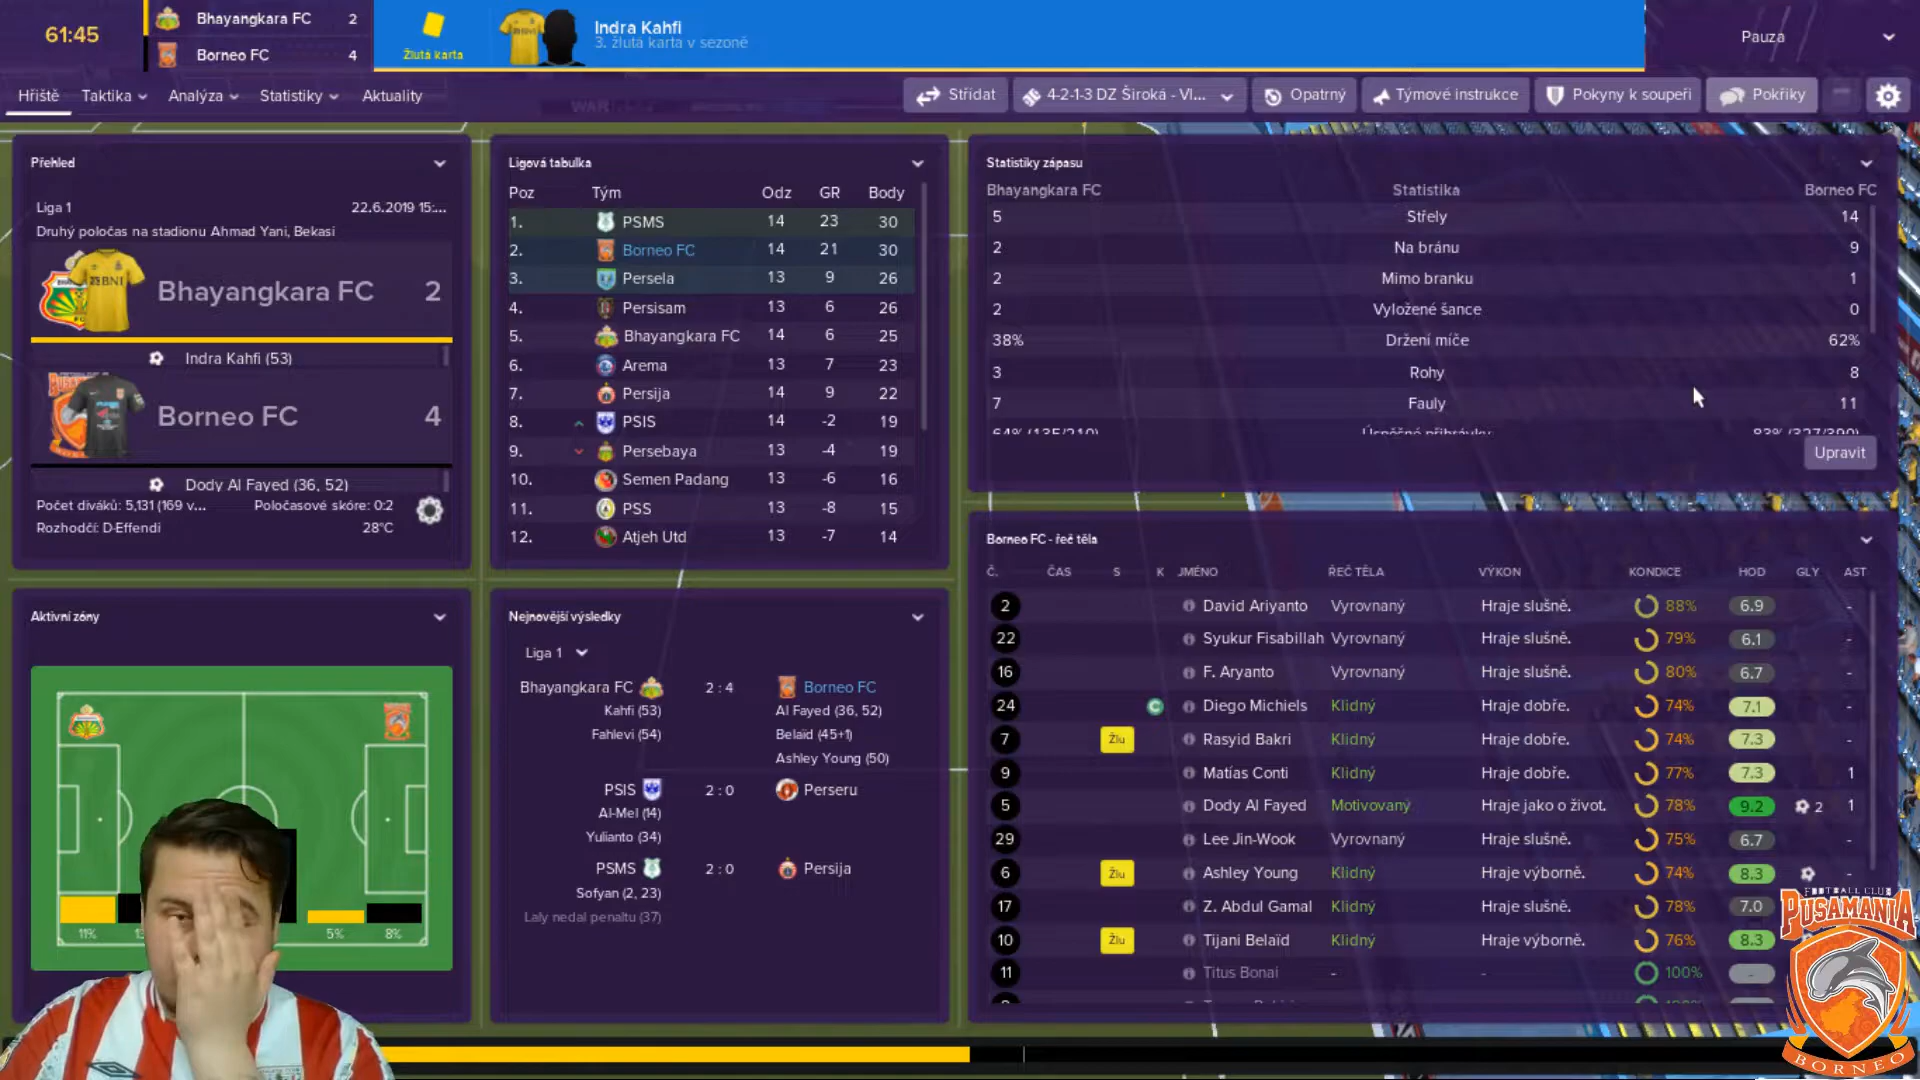 61:45
Bhayangkara FC 2
Borneo FC 4
Žlutá karta
Indra Kahfi
3. žlutá karta v sezoně
Pauza
Hřiště Taktika Analýza Statistiky Aktuality
Střídat
4-2-1-3 DZ Široká - Vl...
Opatrný
Týmové instrukce
Pokyny k soupeři
Pokřiky
Přehled
Liga 1 22.6.2019 15:...
Druhý poločas na stadionu Ahmad Yani, Bekasi
Bhayangkara FC 2
Indra Kahfi (53)
Borneo FC 4
Dody Al Fayed (36, 52)
Počet diváků: 5,131 (169 v... Poločasové skóre: 0:2
Rozhodčí: D-Effendi 28°C
Ligová tabulka
Poz Tým Odz GR Body
1. PSMS 14 23 30
2. Borneo FC 14 21 30
3. Persela 13 9 26
4. Persisam 13 6 26
5. Bhayangkara FC 14 6 25
6. Arema 13 7 23
7. Persija 14 9 22
8. PSIS 14 -2 19
9. Persebaya 13 -4 19
10. Semen Padang 13 -6 16
11. PSS 13 -8 15
12. Atjeh Utd 13 -7 14
Statistiky zápasu
Bhayangkara FC Statistika Borneo FC
5 Střely 14
2 Na bránu 9
2 Mimo branku 1
2 Vyložené šance 0
38% Držení míče 62%
3 Rohy 8
7 Fauly 11
64% (135/210) Úspěšné přihrávky 83% (327/390)
Upravit
Aktivní zóny
11% 5% 8%
Nejnovější výsledky
Liga 1
Bhayangkara FC 2 : 4 Borneo FC
Kahfi (53) Al Fayed (36, 52)
Fahlevi (54) Belaïd (45+1)
Ashley Young (50)
PSIS 2 : 0 Perseru
Al-Mel (14)
Yulianto (34)
PSMS 2 : 0 Persija
Sofyan (2, 23)
Laly nedal penaltu (37)
Borneo FC - řeč těla
Č. ČAS S K JMÉNO ŘEČ TĚLA VÝKON KONDICE HOD GLY AST
2 David Ariyanto Vyrovnaný Hraje slušně. 88% 6.9 -
22 Syukur Fisabillah Vyrovnaný Hraje slušně. 79% 6.1 -
16 F. Aryanto Vyrovnaný Hraje slušně. 80% 6.7 -
24 C Diego Michiels Klidný Hraje dobře. 74% 7.1 -
7 Žlu Rasyid Bakri Klidný Hraje dobře. 74% 7.3 -
9 Matías Conti Klidný Hraje dobře. 77% 7.3 1
5 Dody Al Fayed Motivovaný Hraje jako o život. 78% 9.2 2 1
29 Lee Jin-Wook Vyrovnaný Hraje slušně. 75% 6.7 -
6 Žlu Ashley Young Klidný Hraje výborně. 74% 8.3 -
17 Z. Abdul Gamal Klidný Hraje slušně. 78% 7.0
10 Žlu Tijani Belaïd Klidný Hraje výborně. 76% 8.3
11 Titus Bonai - - 100% -
FOOTBALL CLUB
PUSAMANIA
BORNEO